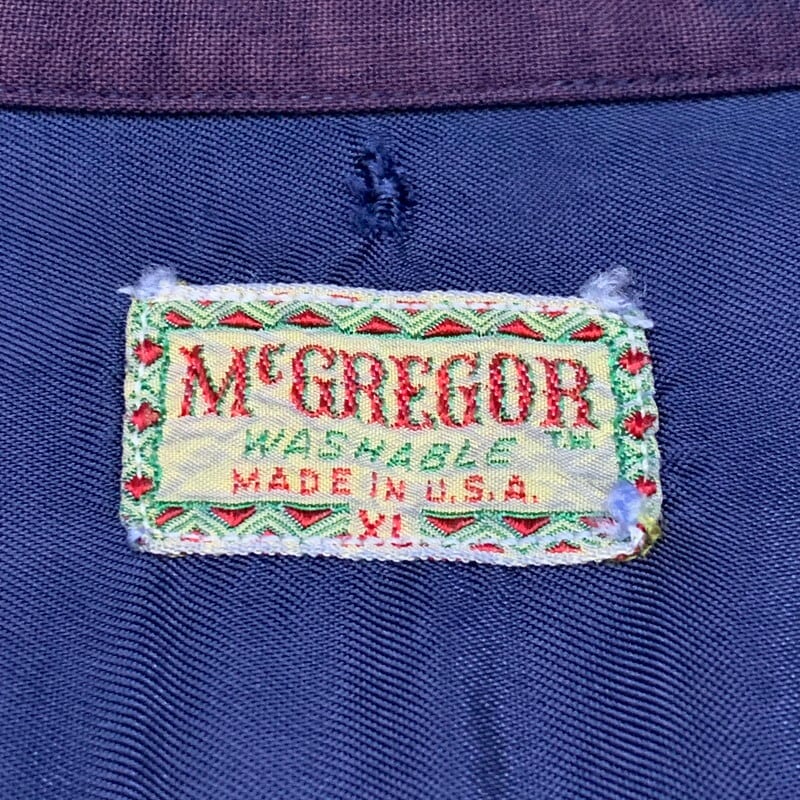 McGREGOR
WASHABLE ™
MADE IN U.S.A.
XL